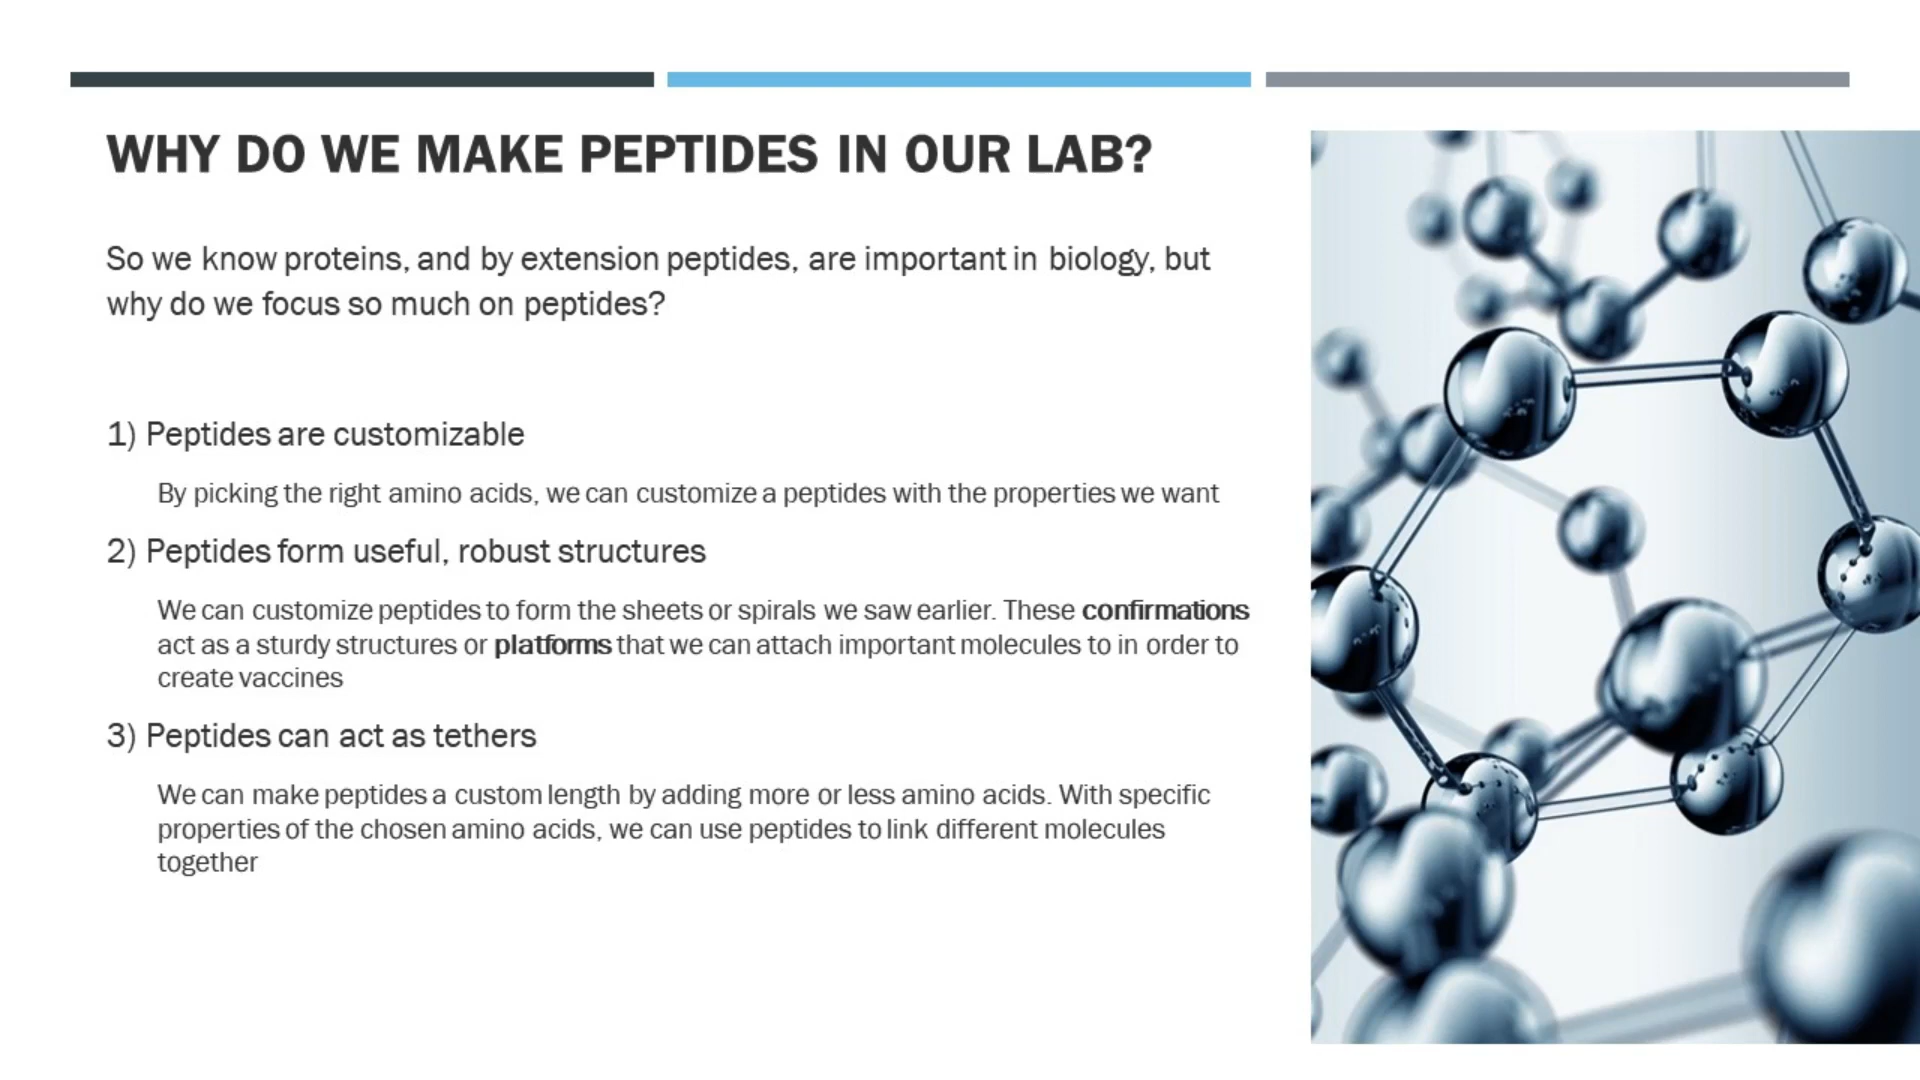 WHY DO WE MAKE PEPTIDES IN OUR LAB?
So we know proteins, and by extension peptides, are important in biology, but
why do we focus so much on peptides?
1) Peptides are customizable
By picking the right amino acids, we can customize a peptides with the properties we want
2) Peptides form useful, robust structures
We can customize peptides to form the sheets or spirals we saw earlier. These confirmations
act as a sturdy structures or platforms that we can attach important molecules to in order to
create vaccines
3) Peptides can act as tethers
We can make peptides a custom length by adding more or less amino acids. With specific
properties of the chosen amino acids, we can use peptides to link different molecules
together